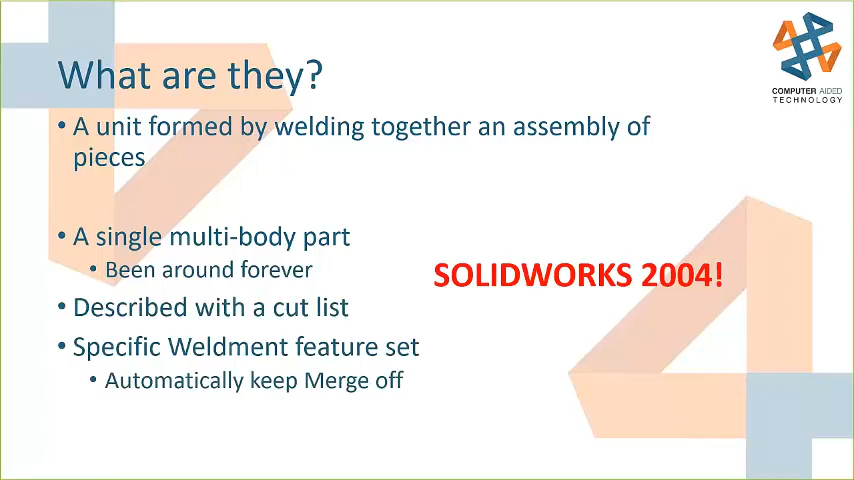 COMPUTER AIDED
TECHNOLOGY
What are they?
• A unit formed by welding together an assembly of
pieces
• A single multi-body part
• Been around forever
SOLIDWORKS 2004!
• Described with a cut list
• Specific Weldment feature set
• Automatically keep Merge off